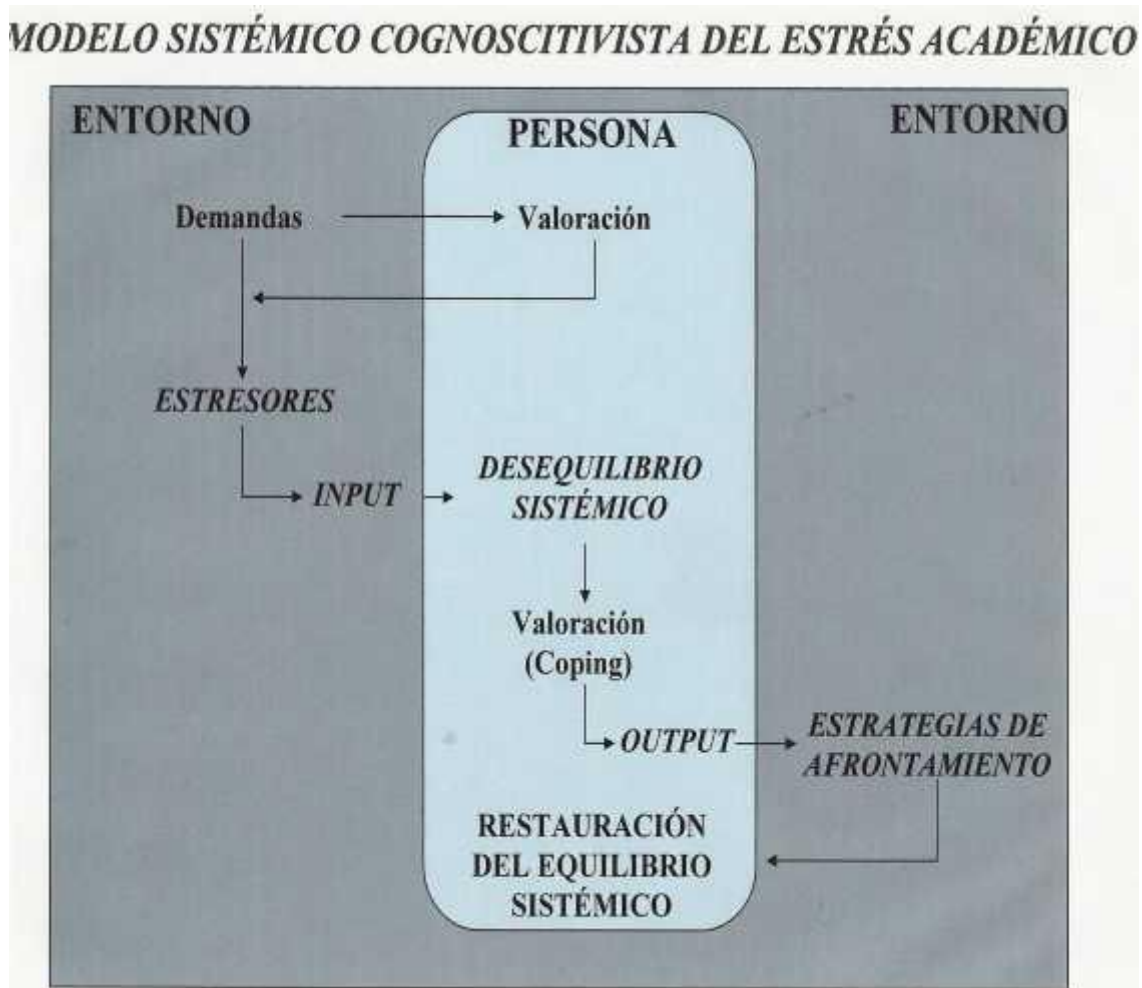 MODELO SISTÉMICO COGNOSCITIVISTA DEL ESTRÉS ACADÉMICO
ENTORNO
PERSONA
ENTORNO
Demandas
Valoración
ESTRESORES
INPUT
DESEQUILIBRIO
SISTÉMICO
Valoración
(Coping)
OUTPUT
ESTRATEGIAS DE
AFRONTAMIENTO
RESTAURACIÓN
DEL EQUILIBRIO
SISTÉMICO